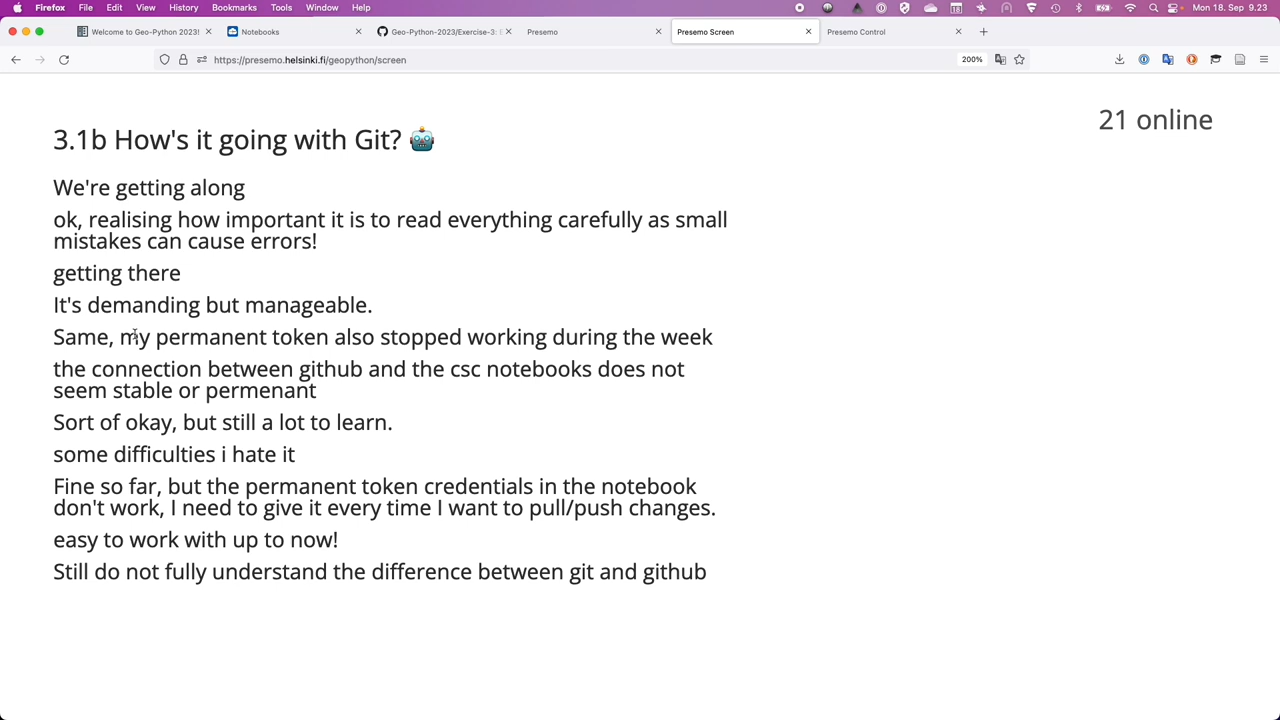 Firefox File Edit View History Bookmarks Tools Window Help Mon 18. Sep 9.23
Welcome to Geo-Python 2023! Notebooks Geo-Python-2023/Exercise-3: Presemo Presemo Screen Presemo Control
https://presemo.helsinki.fi/geopython/screen 200%
21 online
3.1b How's it going with Git? 🤖
We're getting along
ok, realising how important it is to read everything carefully as small
mistakes can cause errors!
getting there
It's demanding but manageable.
Same, my permanent token also stopped working during the week
the connection between github and the csc notebooks does not
seem stable or permenant
Sort of okay, but still a lot to learn.
some difficulties i hate it
Fine so far, but the permanent token credentials in the notebook
don't work, I need to give it every time I want to pull/push changes.
easy to work with up to now!
Still do not fully understand the difference between git and github